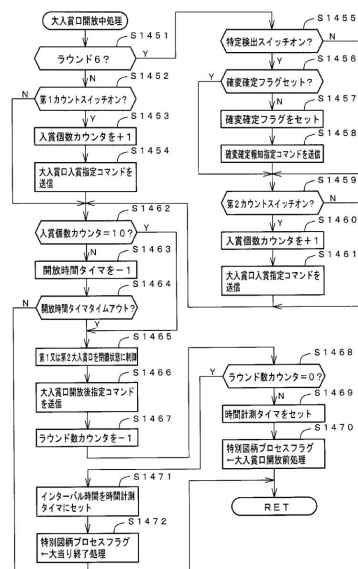 大入賞口開放中処理
S1451
ラウンド6？
Y
N
S1452
第1カウントスイッチオン？
N
Y
S1453
入賞個数カウンタを+1
S1454
大入賞口入賞指定コマンドを
送信
S1462
入賞個数カウンタ=10？
Y
N
S1463
開放時間タイマを-1
S1464
開放時間タイマタイムアウト？
N
Y
S1465
第1又は第2大入賞口を閉鎖状態に制御
S1466
大入賞口開放後指定コマンド
を送信
S1467
ラウンド数カウンタを-1
S1471
インターバル時間を時間計測
タイマにセット
S1472
特別図柄プロセスフラグ
←大当り終了処理
S1455
特定検出スイッチオン？
N
Y
S1456
確変確定フラグセット？
Y
N
S1457
確変確定フラグをセット
S1458
確変確定報知指定コマンドを送信
S1459
第2カウントスイッチオン？
N
Y
S1460
入賞個数カウンタを+1
S1461
大入賞口入賞指定コマンドを
送信
S1468
ラウンド数カウンタ=0？
Y
N
S1469
時間計測タイマをセット
S1470
特別図柄プロセスフラグ
←大入賞口開放前処理
RET